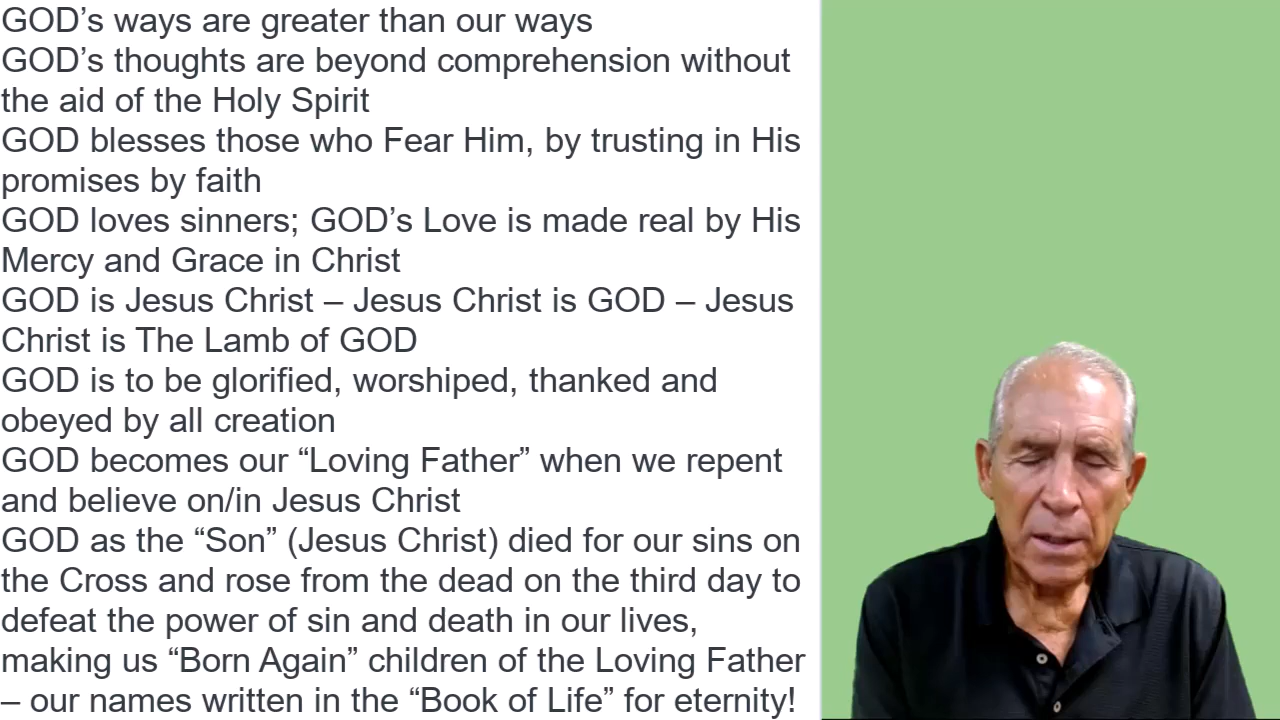 GOD’s ways are greater than our ways
GOD’s thoughts are beyond comprehension without
the aid of the Holy Spirit
GOD blesses those who Fear Him, by trusting in His
promises by faith
GOD loves sinners; GOD’s Love is made real by His
Mercy and Grace in Christ
GOD is Jesus Christ – Jesus Christ is GOD – Jesus
Christ is The Lamb of GOD
GOD is to be glorified, worshiped, thanked and
obeyed by all creation
GOD becomes our “Loving Father” when we repent
and believe on/in Jesus Christ
GOD as the “Son” (Jesus Christ) died for our sins on
the Cross and rose from the dead on the third day to
defeat the power of sin and death in our lives,
making us “Born Again” children of the Loving Father
– our names written in the “Book of Life” for eternity!